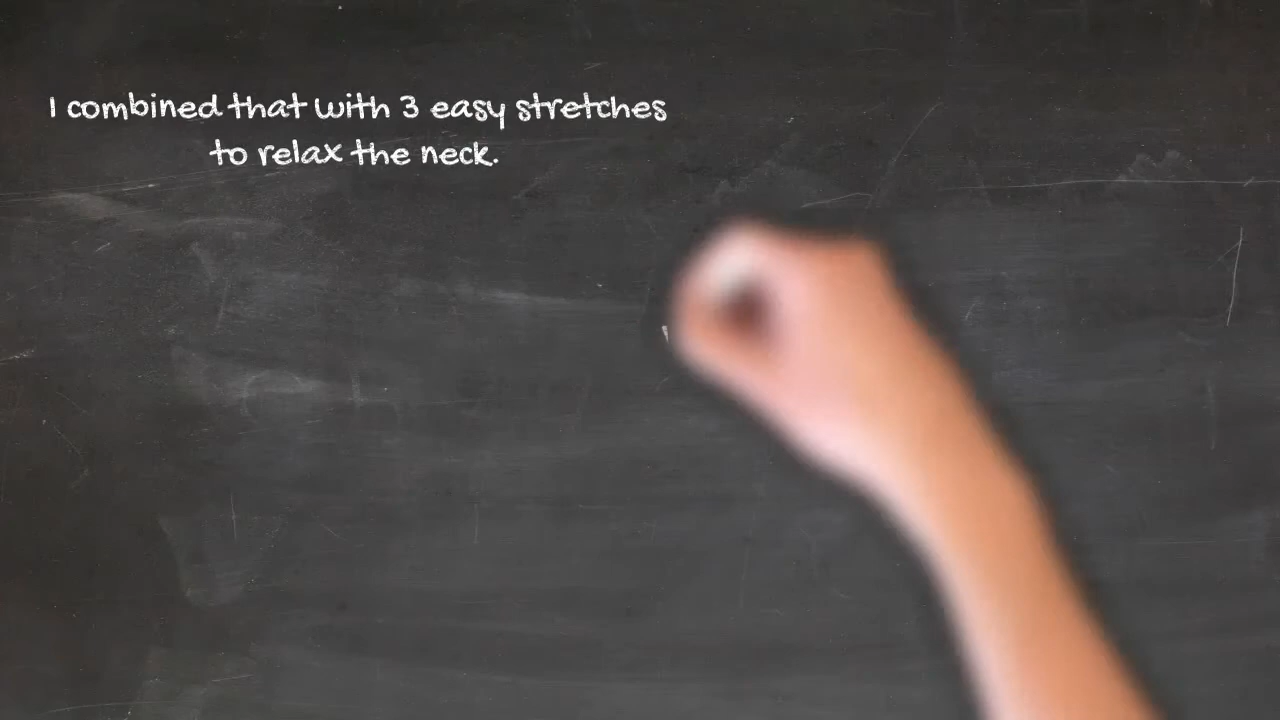 I combined that with 3 easy stretches
to relax the neck.